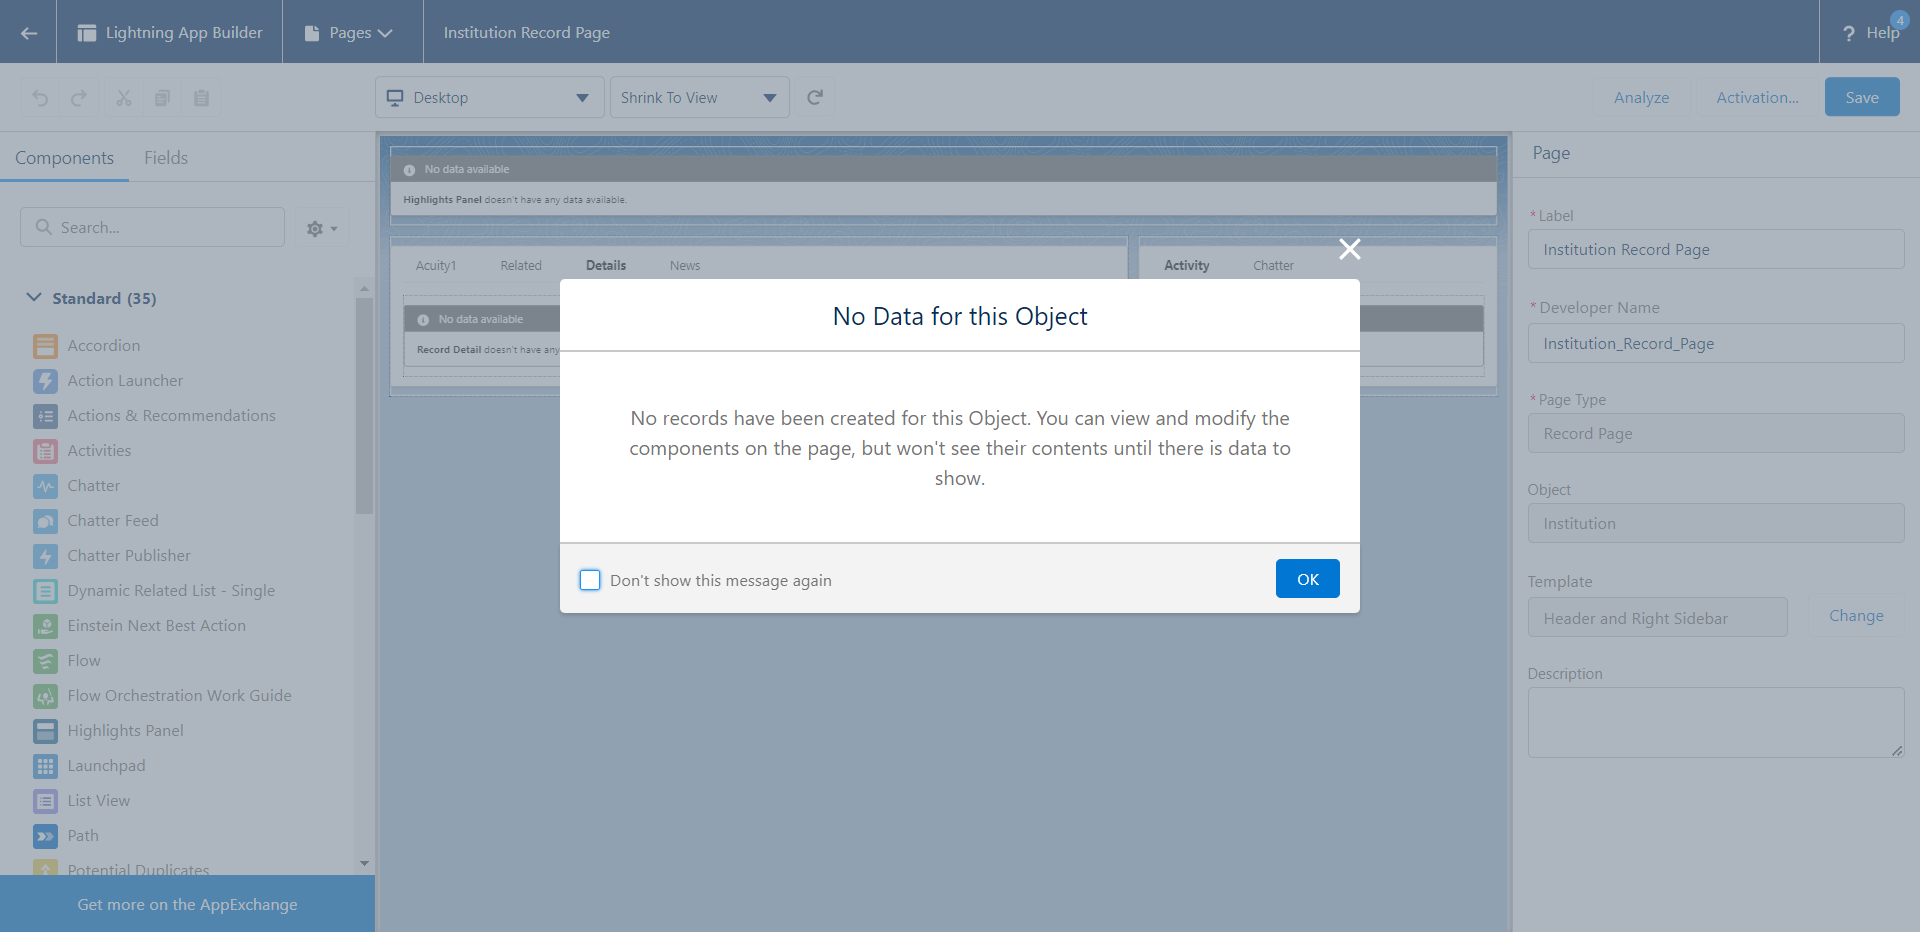 Lightning App Builder
Pages
Institution Record Page
? Help
4
Desktop
Shrink To View
Analyze
Activation...
Save
Components
Fields
Search...
Standard (35)
Accordion
Action Launcher
Actions & Recommendations
Activities
Chatter
Chatter Feed
Chatter Publisher
Dynamic Related List - Single
Einstein Next Best Action
Flow
Flow Orchestration Work Guide
Highlights Panel
Launchpad
List View
Path
Potential Duplicates
Get more on the AppExchange
No data available
Highlights Panel doesn't have any data available.
Acuity1
Related
Details
News
Activity
Chatter
No data available
Record Detail doesn't have any
No Data for this Object
No records have been created for this Object. You can view and modify the
components on the page, but won't see their contents until there is data to
show.
Don't show this message again
OK
Page
*Label
Institution Record Page
*Developer Name
Institution_Record_Page
*Page Type
Record Page
Object
Institution
Template
Header and Right Sidebar
Change
Description